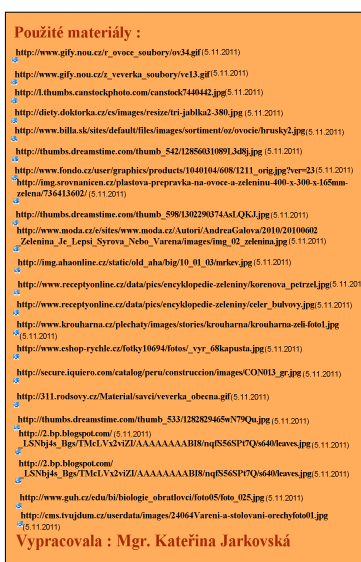 Použité materiály :
http://www.gify.nou.cz/r_ovoce_soubory/ov34.gif(5.11.2011)
http://www.gify.nou.cz/z_veverka_soubory/ve13.gif(5.11.2011)
http://l.thumbs.canstockphoto.com/canstock7440442.jpg(5.11.2011)
http://diety.doktorka.cz/cs/images/resize/tri-jablka2-380.jpg (5.11.2011)
http://www.billa.sk/sites/default/files/images/sortiment/oz/ovocie/hrusky2.jpg(5.11.2011)
http://thumbs.dreamstime.com/thumb_542/12856031089L3d8j.jpg (5.11.2011)
http://www.fondo.cz/user/graphics/products/1040104/608/1211_orig.jpg?ver=23(5.11.2011)
http://img.srovnanicen.cz/plastova-prepravka-na-ovoce-a-zeleninu-400-x-300-x-165mm-
zelena/736413602/ (5.11.2011)
http://thumbs.dreamstime.com/thumb_598/1302290374AsLQKJ.jpg(5.11.2011)
http://www.moda.cz/e/sites/www.moda.cz/Autori/AndreaGalova/2010/20100602
_Zelenina_Je_Lepsi_Syrova_Nebo_Varena/images/img_02_zelenina.jpg(5.11.2011)
http://img.ahaonline.cz/static/old_aha/big/10_01_03/mrkev.jpg (5.11.2011)
http://www.receptyonline.cz/data/pics/encyklopedie-zeleniny/korenova_petrzel.jpg(5.11.201
http://www.receptyonline.cz/data/pics/encyklopedie-zeleniny/celer_bulvovy.jpg(5.11.2011)
http://www.krouharna.cz/plechaty/images/stories/krouharna/krouharna-zeli-foto1.jpg
(5.11.2011)
http://www.eshop-rychle.cz/fotky10694/fotos/_vyr_68kapusta.jpg(5.11.2011)
http://secure.iquiero.com/catalog/peru/construccion/images/CON013_gr.jpg(5.11.2011)
http://311.rodsovy.cz/Material/savci/veverka_obecna.gif(5.11.2011)
http://thumbs.dreamstime.com/thumb_533/1282829465wN79Qu.jpg(5.11.2011)
http://2.bp.blogspot.com/ (5.11.2011)
_LSNbj4s_Bgs/TMcLVx2viZI/AAAAAAAABI8/nqfS56SPt7Q/s640/leaves.jpg(5.11.2011)
http://2.bp.blogspot.com/
_LSNbj4s_Bgs/TMcLVx2viZI/AAAAAAAABI8/nqfS56SPt7Q/s640/leaves.jpg(5.11.2011)
http://www.guh.cz/edu/bi/biologie_obratlovci/foto05/foto_025.jpg (5.11.2011)
http://cms.tvujdum.cz/userdata/images/24064Vareni-a-stolovani-orechyfoto01.jpg
(5.11.2011)
Vypracovala : Mgr. Kateřina Jarkovská